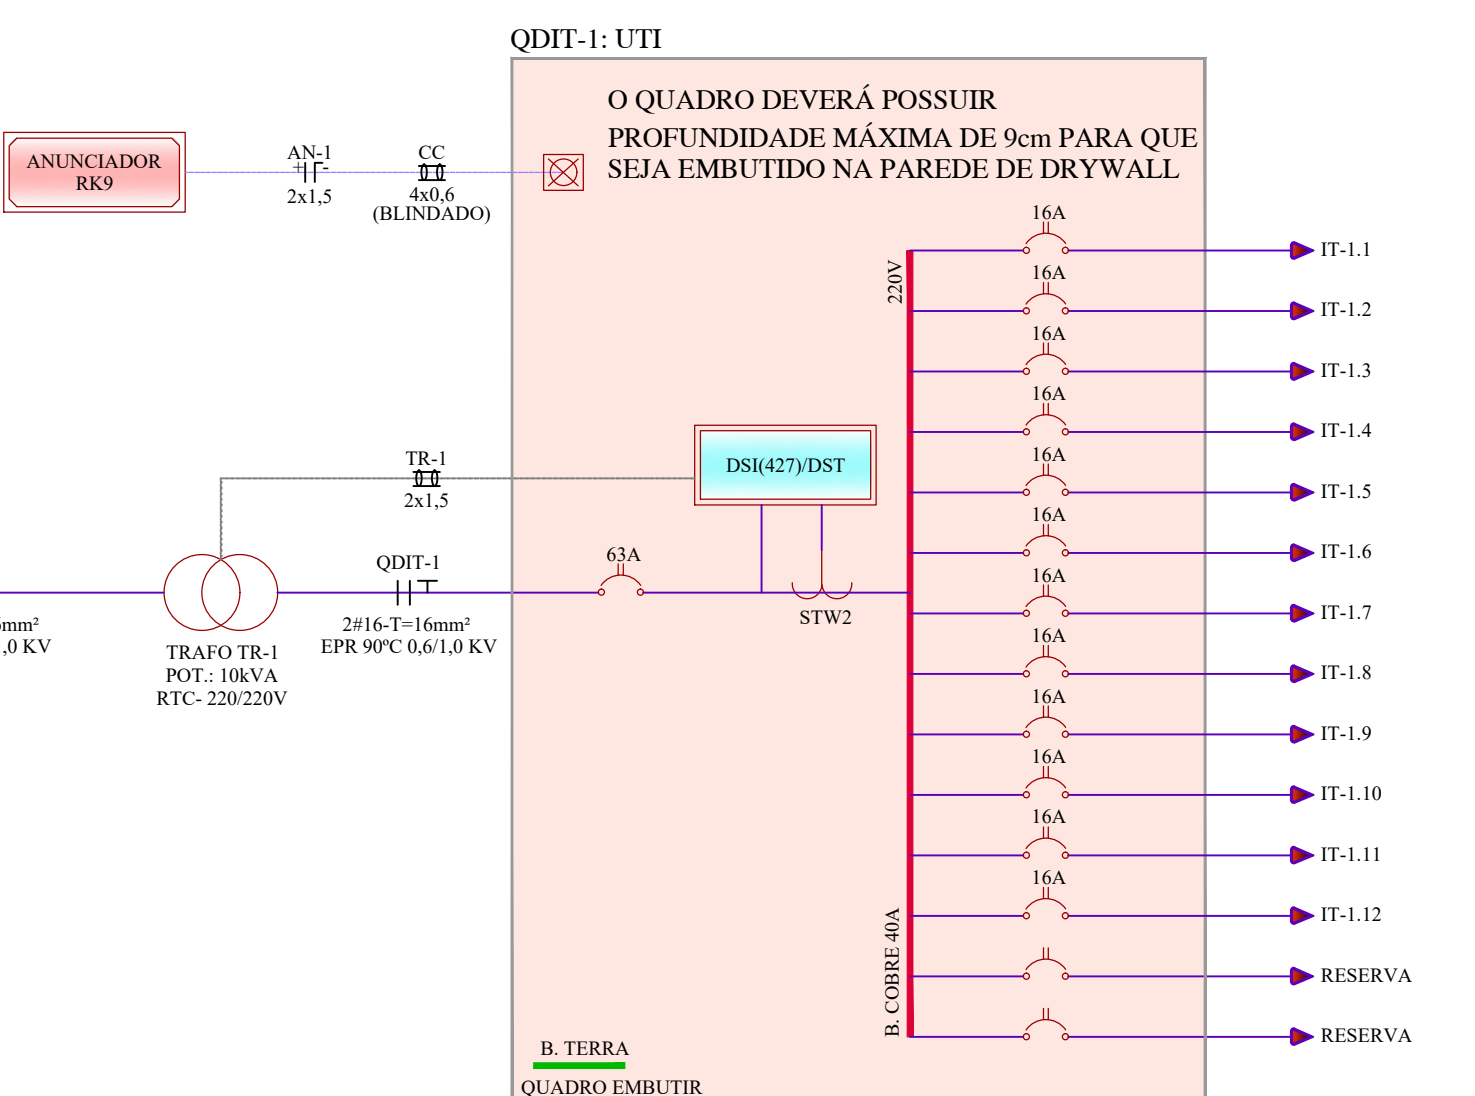 QDIT-1: UTI
O QUADRO DEVERÁ POSSUIR
PROFUNDIDADE MÁXIMA DE 9cm PARA QUE
SEJA EMBUTIDO NA PAREDE DE DRYWALL
ANUNCIADOR
RK9
AN-1
+ -
2x1,5
CC
4x0,6
(BLINDADO)
220V
16A
IT-1.1
16A
IT-1.2
16A
IT-1.3
16A
IT-1.4
16A
IT-1.5
16A
IT-1.6
16A
IT-1.7
16A
IT-1.8
16A
IT-1.9
16A
IT-1.10
16A
IT-1.11
16A
IT-1.12
RESERVA
RESERVA
B. COBRE 40A
TR-1
2x1,5
DSI(427)/DST
QDIT-1
2#16-T=16mm²
EPR 90ºC 0,6/1,0 KV
63A
STW2
mm²
,0 KV
TRAFO TR-1
POT.: 10kVA
RTC- 220/220V
B. TERRA
QUADRO EMBUTIR